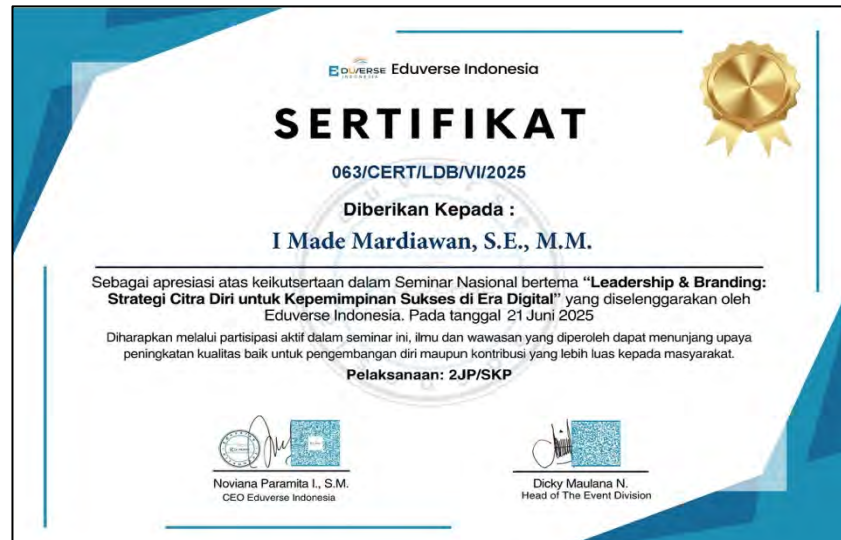 EDUVERSE INDONESIA Eduverse Indonesia
SERTIFIKAT
063/CERT/LDB/VI/2025
Diberikan Kepada :
I Made Mardiawan, S.E., M.M.
Sebagai apresiasi atas keikutsertaan dalam Seminar Nasional bertema “Leadership & Branding:
Strategi Citra Diri untuk Kepemimpinan Sukses di Era Digital” yang diselenggarakan oleh
Eduverse Indonesia. Pada tanggal 21 Juni 2025
Diharapkan melalui partisipasi aktif dalam seminar ini, ilmu dan wawasan yang diperoleh dapat menunjang upaya
peningkatan kualitas baik untuk pengembangan diri maupun kontribusi yang lebih luas kepada masyarakat.
Pelaksanaan: 2JP/SKP
Noviana Paramita I., S.M.
CEO Eduverse Indonesia
Dicky Maulana N.
Head of The Event Division